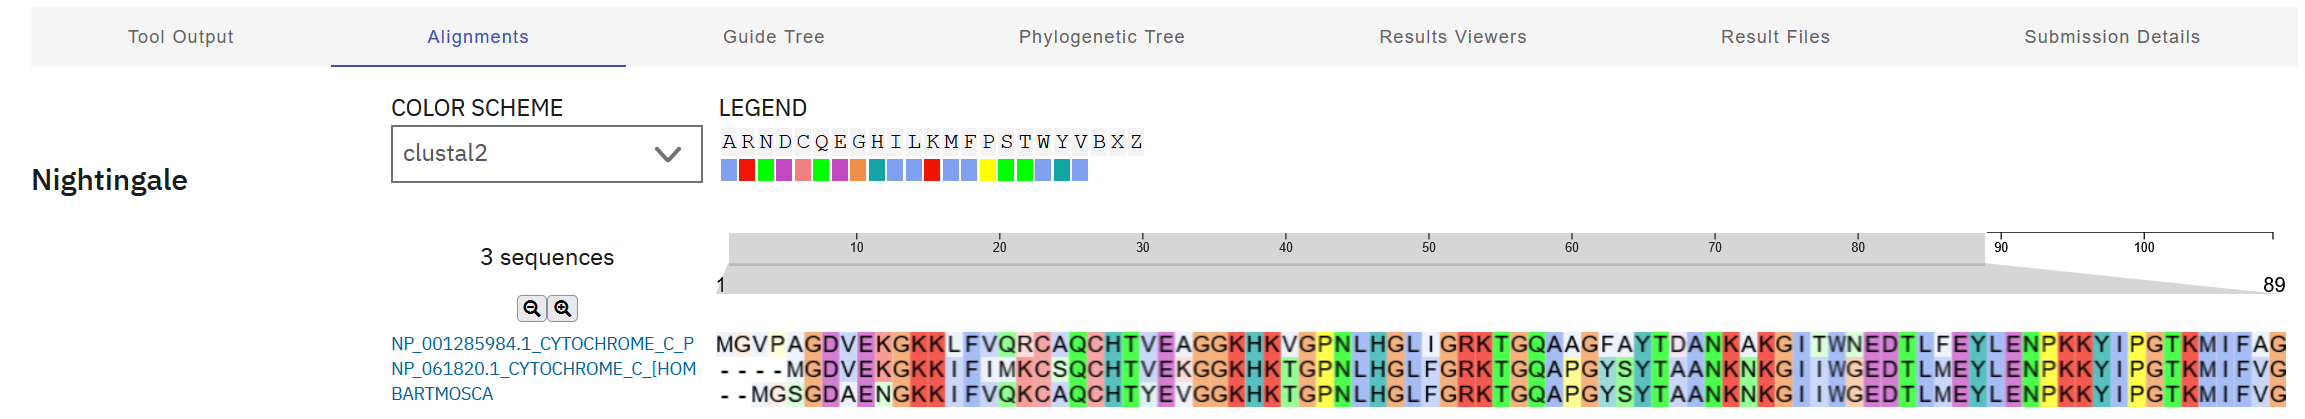 Tool Output
Alignments
Guide Tree
Phylogenetic Tree
Results Viewers
Result Files
Submission Details
COLOR SCHEME
LEGEND
clustal2
ARNDCQEGHILKMFPSTWYVBXZ
Nightingale
10 20 30 40 50 60 70 80 90 100
3 sequences
1 89
NP_001285984.1_CYTOCHROME_C_P MGVPAGDVEKGKKLFVQRCAQCHTVEAGGKHKVGPNLHGLIGRKTGQAAGFAYTDANKAKGITWNEDTLFEYLENPKKYIPGTKMIFAG
NP_061820.1_CYTOCHROME_C_[HOM ----MGDVEKGKKIFIMKCSQCHTVEKGGKHKTGPNLHGLFGRKTGQAPGYSYTAANKNKGIIWGEDTLMEYLENPKKYIPGTKMIFVG
BARTMOSCA --MGSGDAENGKKIFVQKCAQCHTYEVGGKHKTGPNLHGLFGRKTGQAPGYSYTAANKNKGIIWGEDTLMEYLENPKKYIPGTKMIFVG